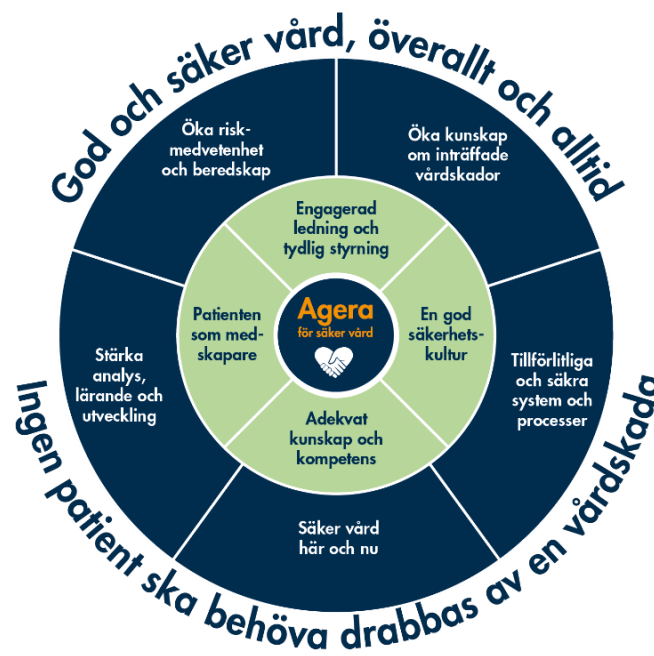 God och säker vård, överallt och alltid
Öka risk-
medvetenhet
och beredskap
Öka kunskap
om inträffade
vårdskador
Engagerad
ledning och
tydlig styrning
Patienten
som med-
skapare
Agera
för säker vård
En god
säkerhets-
kultur
Stärka
analys,
lärande och
utveckling
Tillförlitliga
och säkra
system och
processer
Adekvat
kunskap och
kompetens
Säker vård
här och nu
Ingen patient ska behöva drabbas av en vårdskada